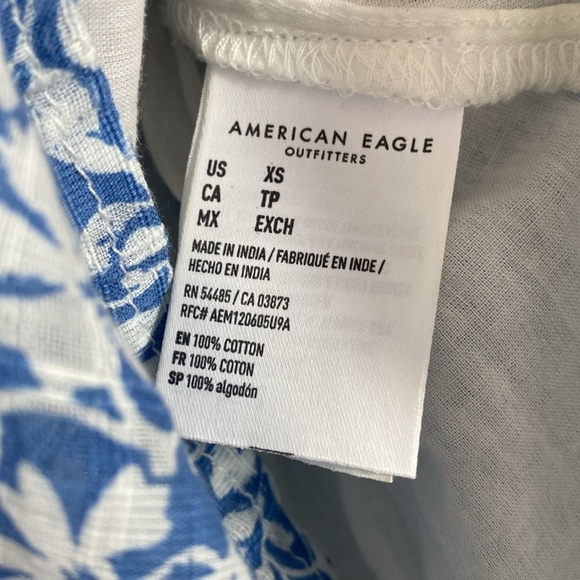 AMERICAN EAGLE
OUTFITTERS
US XS
CA TP
MX EXCH
MADE IN INDIA / FABRIQUÉ EN INDE /
HECHO EN INDIA
RN 54485 / CA 03873
RFC# AEM120605U9A
EN 100% COTTON
FR 100% COTON
SP 100% algodón